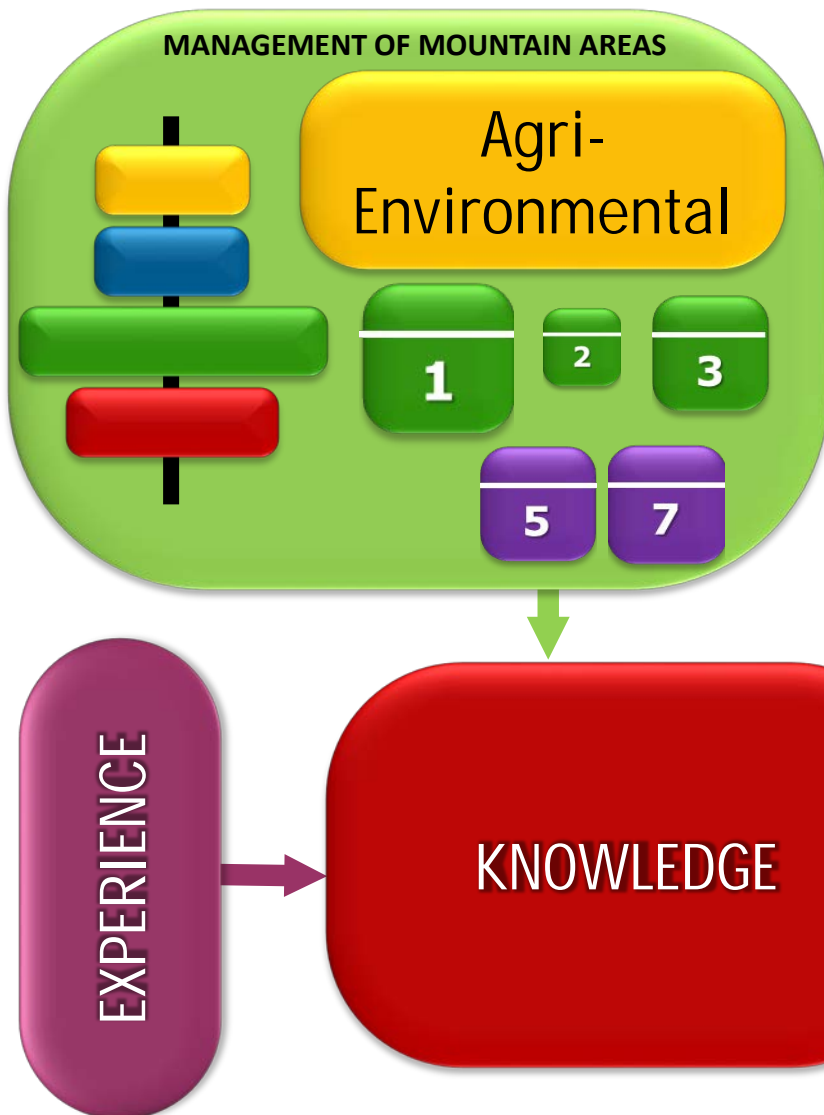 MANAGEMENT OF MOUNTAIN AREAS
Agri-
Environmental
1
2
3
5
7
EXPERIENCE
KNOWLEDGE